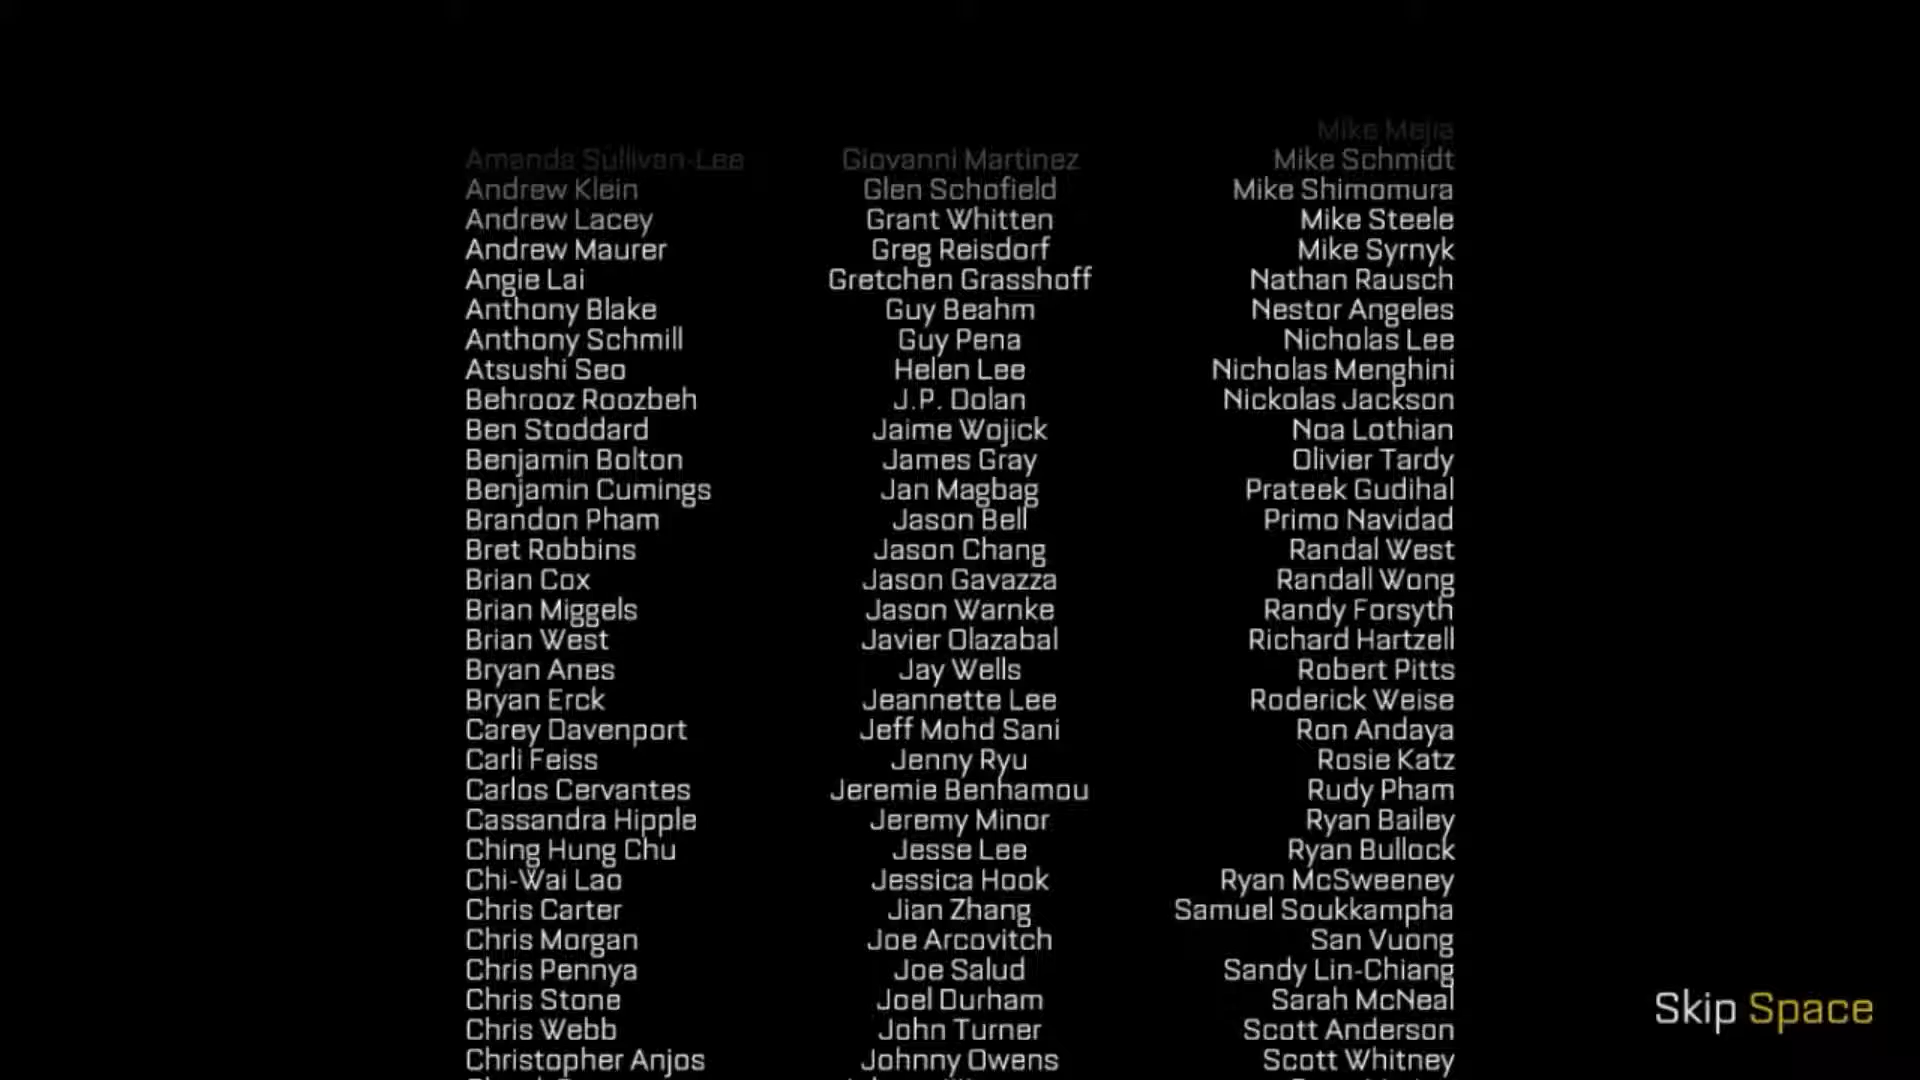 Mike Mejia
Amanda Sullivan-Lee Giovanni Martinez Mike Schmidt
Andrew Klein Glen Schofield Mike Shimomura
Andrew Lacey Grant Whitten Mike Steele
Andrew Maurer Greg Reisdorf Mike Syrnyk
Angie Lai Gretchen Grasshoff Nathan Rausch
Anthony Blake Guy Beahm Nestor Angeles
Anthony Schmill Guy Pena Nicholas Lee
Atsushi Seo Helen Lee Nicholas Menghini
Behrooz Roozbeh J.P. Dolan Nickolas Jackson
Ben Stoddard Jaime Wojick Noa Lothian
Benjamin Bolton James Gray Olivier Tardy
Benjamin Cumings Jan Magbag Prateek Gudihal
Brandon Pham Jason Bell Primo Navidad
Bret Robbins Jason Chang Randal West
Brian Cox Jason Gavazza Randall Wong
Brian Miggels Jason Warnke Randy Forsyth
Brian West Javier Olazabal Richard Hartzell
Bryan Anes Jay Wells Robert Pitts
Bryan Erck Jeannette Lee Roderick Weise
Carey Davenport Jeff Mohd Sani Ron Andaya
Carli Feiss Jenny Ryu Rosie Katz
Carlos Cervantes Jeremie Benhamou Rudy Pham
Cassandra Hipple Jeremy Minor Ryan Bailey
Ching Hung Chu Jesse Lee Ryan Bullock
Chi-Wai Lao Jessica Hook Ryan McSweeney
Chris Carter Jian Zhang Samuel Soukkampha
Chris Morgan Joe Arcovitch San Vuong
Chris Pennya Joe Salud Sandy Lin-Chiang
Chris Stone Joel Durham Sarah McNeal
Skip Space
Chris Webb John Turner Scott Anderson
Christopher Anjos Johnny Owens Scott Whitney